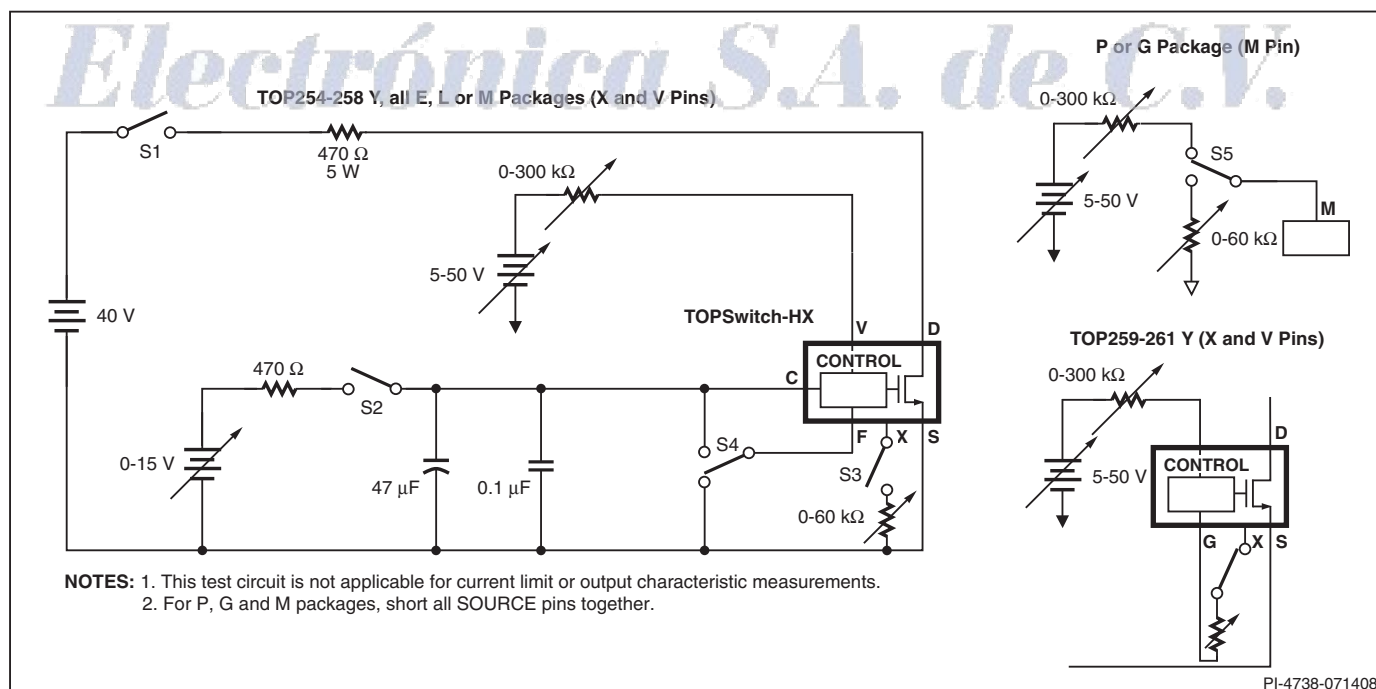 Electrónica S.A. de C.V.
TOP254-258 Y, all E, L or M Packages (X and V Pins)
S1
470 Ω
5 W
0-300 kΩ
5-50 V
40 V
TOPSwitch-HX
V
D
CONTROL
C
470 Ω
S2
F
X
S
S4
S3
0-15 V
47 μF
0.1 μF
0-60 kΩ
NOTES: 1. This test circuit is not applicable for current limit or output characteristic measurements.
2. For P, G and M packages, short all SOURCE pins together.
P or G Package (M Pin)
0-300 kΩ
S5
5-50 V
M
0-60 kΩ
TOP259-261 Y (X and V Pins)
0-300 kΩ
D
CONTROL
5-50 V
G
X
S
PI-4738-071408